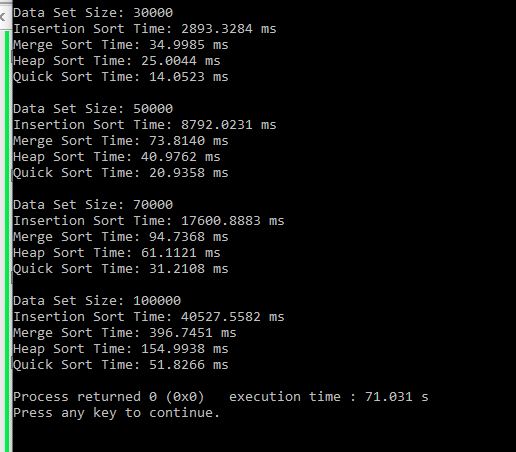 Data Set Size: 30000
Insertion Sort Time: 2893.3284 ms
Merge Sort Time: 34.9985 ms
Heap Sort Time: 25.0044 ms
Quick Sort Time: 14.0523 ms
Data Set Size: 50000
Insertion Sort Time: 8792.0231 ms
Merge Sort Time: 73.8140 ms
Heap Sort Time: 40.9762 ms
Quick Sort Time: 20.9358 ms
Data Set Size: 70000
Insertion Sort Time: 17600.8883 ms
Merge Sort Time: 94.7368 ms
Heap Sort Time: 61.1121 ms
Quick Sort Time: 31.2108 ms
Data Set Size: 100000
Insertion Sort Time: 40527.5582 ms
Merge Sort Time: 396.7451 ms
Heap Sort Time: 154.9938 ms
Quick Sort Time: 51.8266 ms
Process returned 0 (0x0)   execution time : 71.031 s
Press any key to continue.